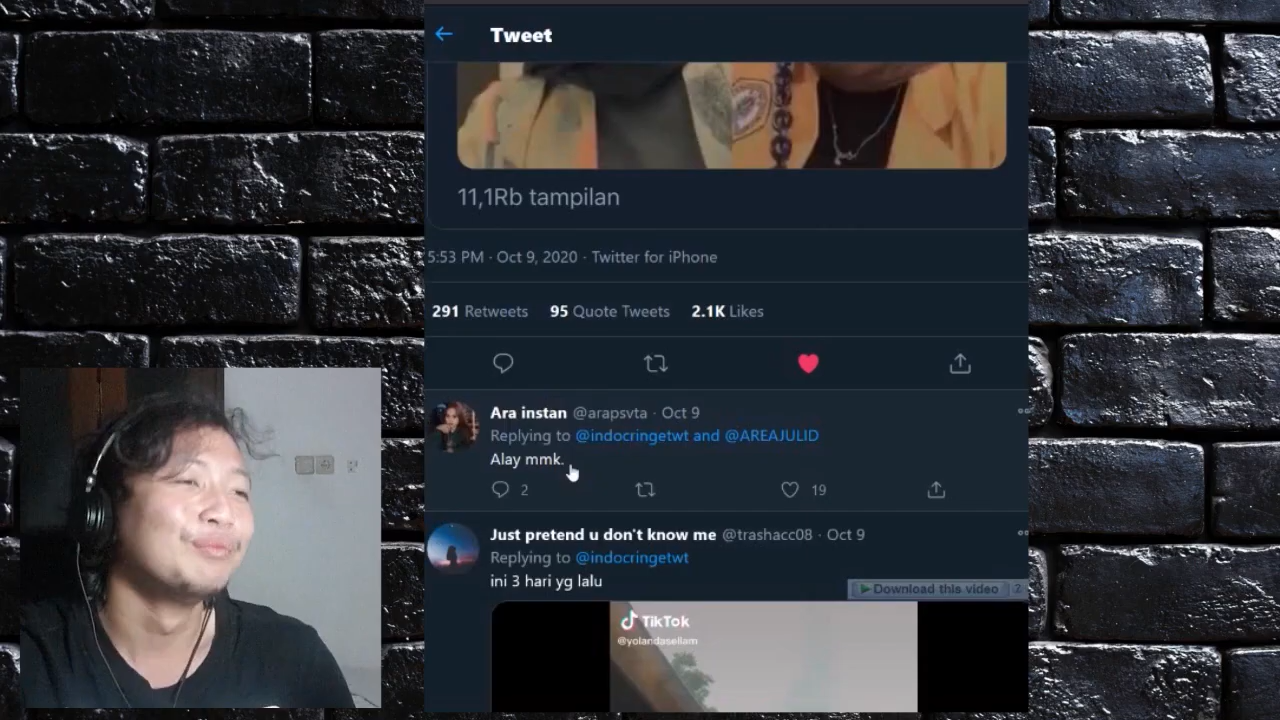 Tweet
11,1Rb tampilan
5:53 PM · Oct 9, 2020 · Twitter for iPhone
291 Retweets 95 Quote Tweets 2.1K Likes
Ara instan @arapsvta · Oct 9
Replying to @indocringetwt and @AREAJULID
Alay mmk.
2 19
Just pretend u don't know me @trashacc08 · Oct 9
Replying to @indocringetwt
ini 3 hari yg lalu
Download this video ?
TikTok
@yolandasellam